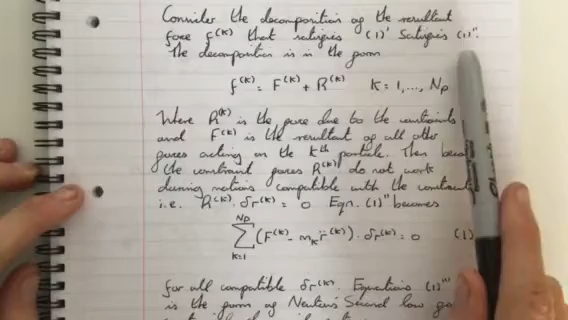 Consider the decomposition of the resultant
force f^(k) that satisfies (1)' satisfies (1)''.
The decomposition is in the form
f^(k) = F^(k) + R^(k)   k = 1, ..., Np
Where R^(k) is the force due to the constraints
and F^(k) is the resultant of all other
forces acting on the kth particle. Then
the constraint forces R^(k) do not work
during motions compatible with the
i.e. R^(k) · δr^(k) = 0 Eqn. (1)'' becomes
Np Σ k=1 (F^(k) - m_k r̈^(k)) · δr^(k) = 0   (1)
for all compatible δr^(k). Equations (1)'''
is the form of Newton's Second law